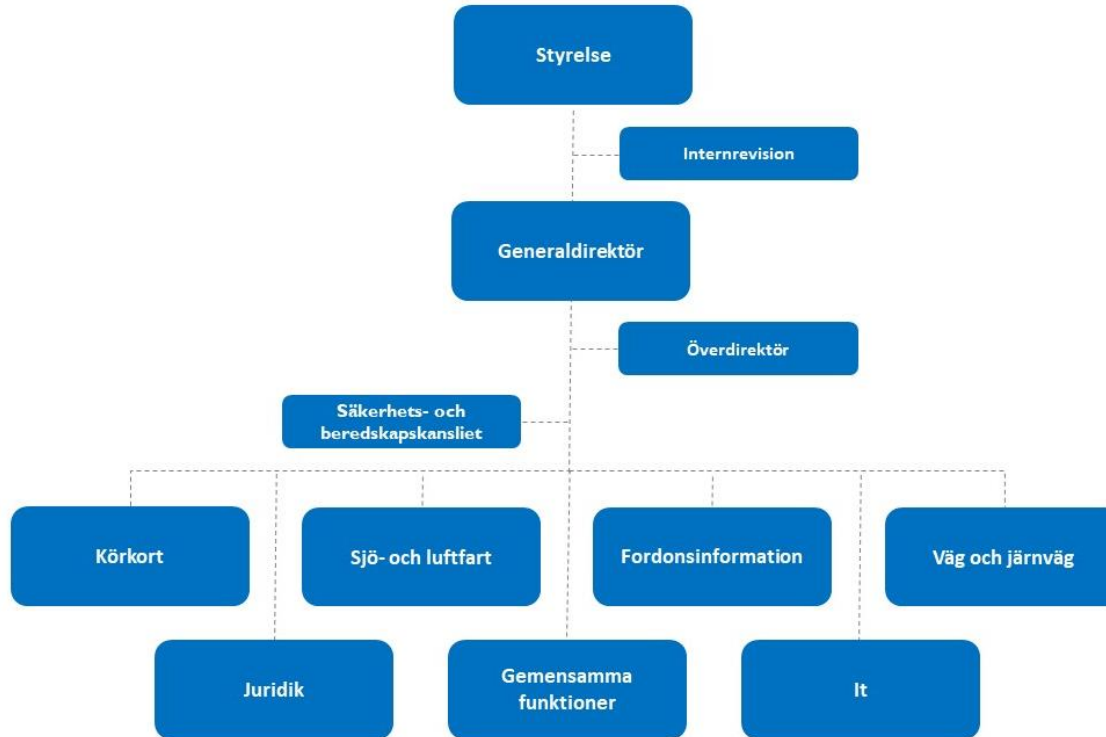 Styrelse
Internrevision
Generaldirektör
Överdirektör
Säkerhets- och
beredskapskansliet
Körkort
Sjö- och luftfart
Fordonsinformation
Väg och järnväg
Juridik
Gemensamma
funktioner
It